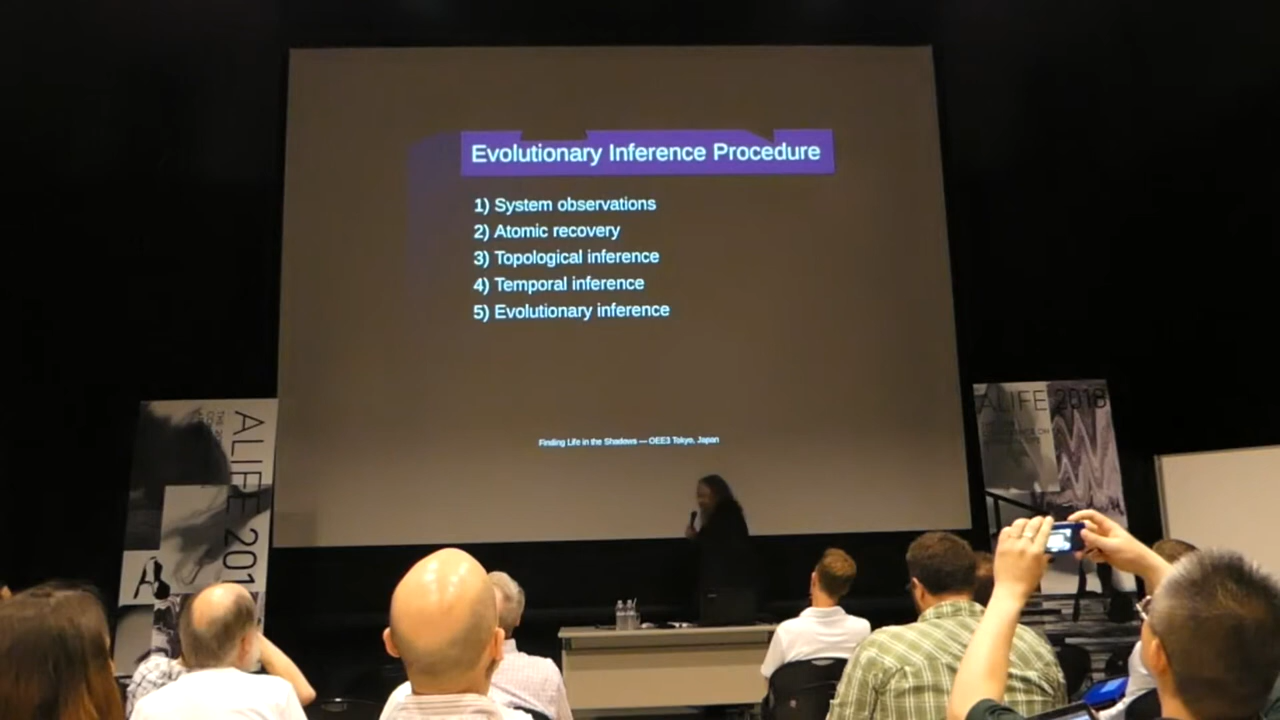 Evolutionary Inference Procedure
1) System observations
2) Atomic recovery
3) Topological inference
4) Temporal inference
5) Evolutionary inference
Finding Life in the Shadows — OEE3 Tokyo, Japan
ALIFE 201
ALIFE 2018